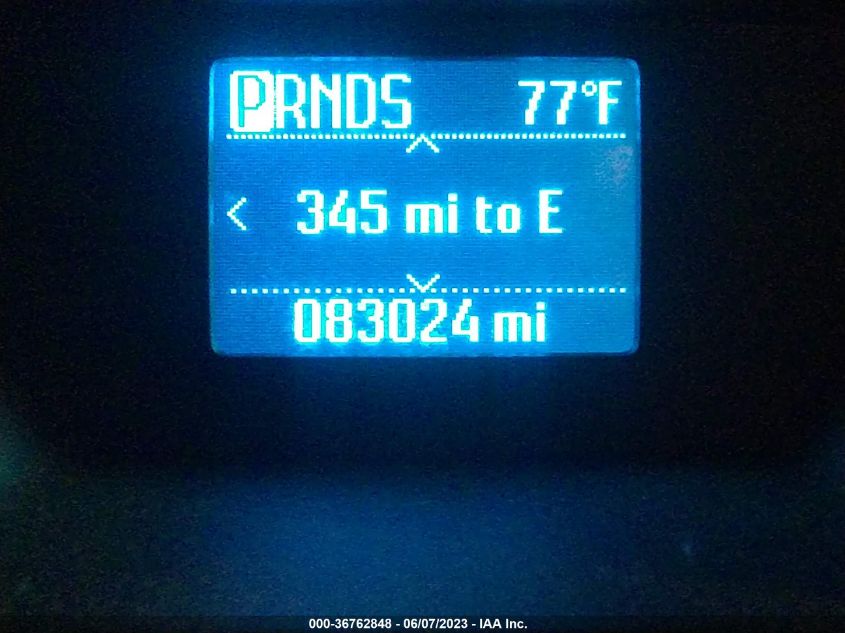 PRNDS 77°F
345 mi to E
083024 mi
000-36762848 - 06/07/2023 - IAA Inc.